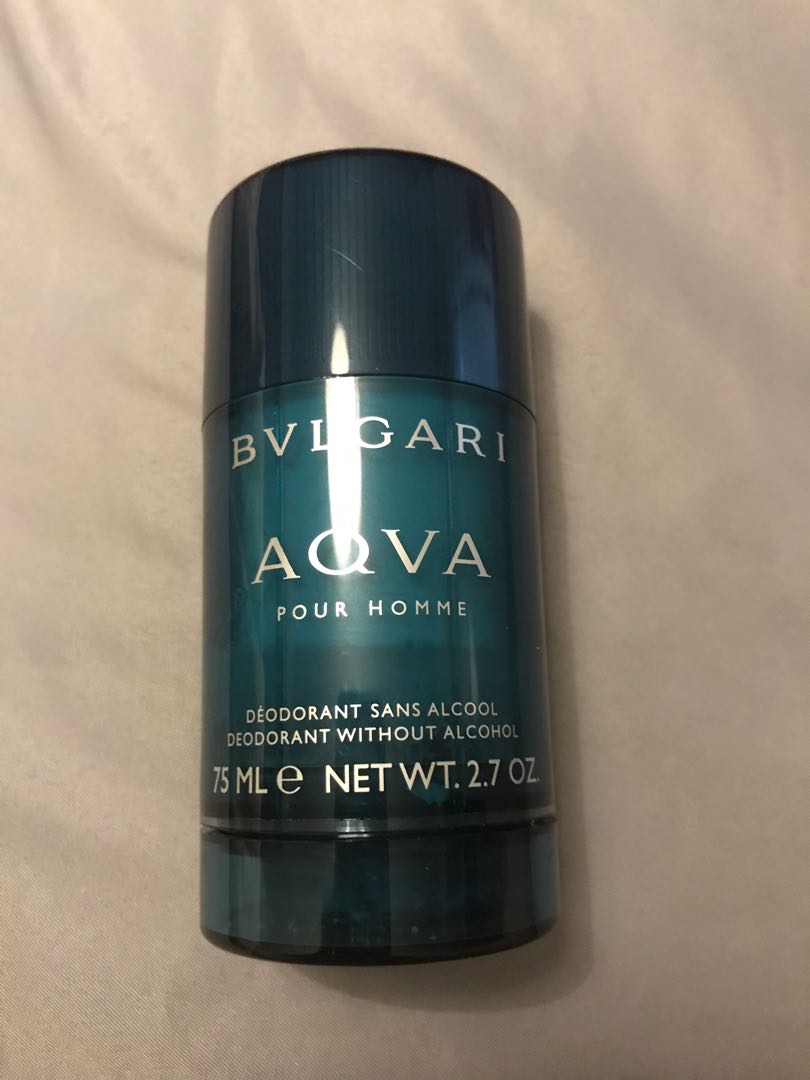 BVLGARI
AQVA
POUR HOMME
DÉODORANT SANS ALCOOL
DEODORANT WITHOUT ALCOHOL
75 ML ℮ NET WT. 2.7 OZ.